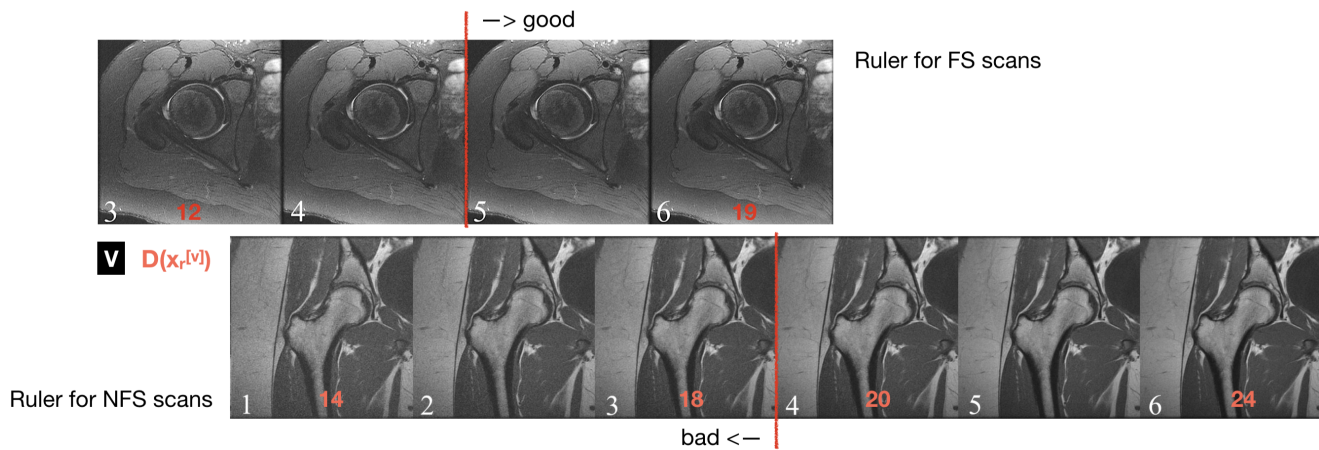 —> good
Ruler for FS scans
3 12 4 5 6 19
V D(xᵣ[v])
Ruler for NFS scans
1 14 2 3 18 4 20 5 6 24
bad <—